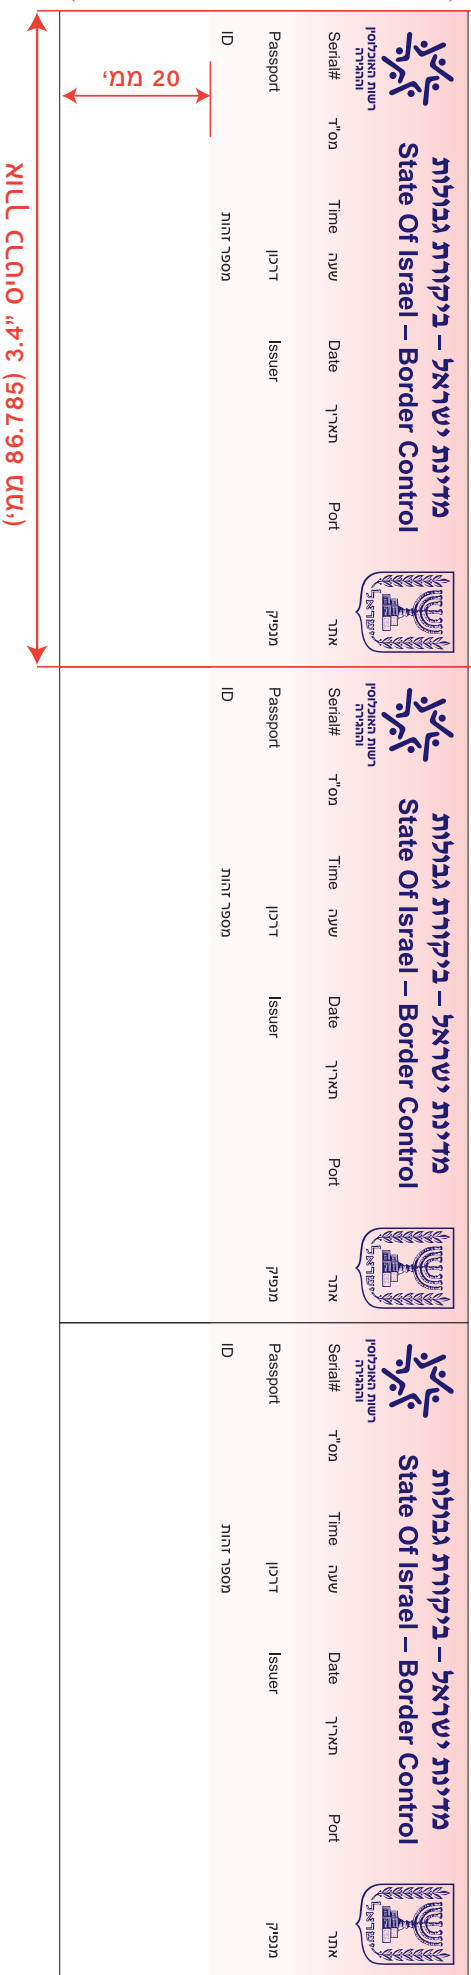 אורך כרטיס 3.4" (86.785 ממ')
20 ממ'
מדינת ישראל – ביקורת גבולות
State Of Israel – Border Control
רשות האוכלוסין
וההגירה
ישראל
Serial# מס"ד Time שעה Date תאריך Port אתר
Passport דרכון Issuer מנפיק
ID מספר זהות
מדינת ישראל – ביקורת גבולות
State Of Israel – Border Control
רשות האוכלוסין
וההגירה
ישראל
Serial# מס"ד Time שעה Date תאריך Port אתר
Passport דרכון Issuer מנפיק
ID מספר זהות
מדינת ישראל – ביקורת גבולות
State Of Israel – Border Control
רשות האוכלוסין
וההגירה
ישראל
Serial# מס"ד Time שעה Date תאריך Port אתר
Passport דרכון Issuer מנפיק
ID מספר זהות